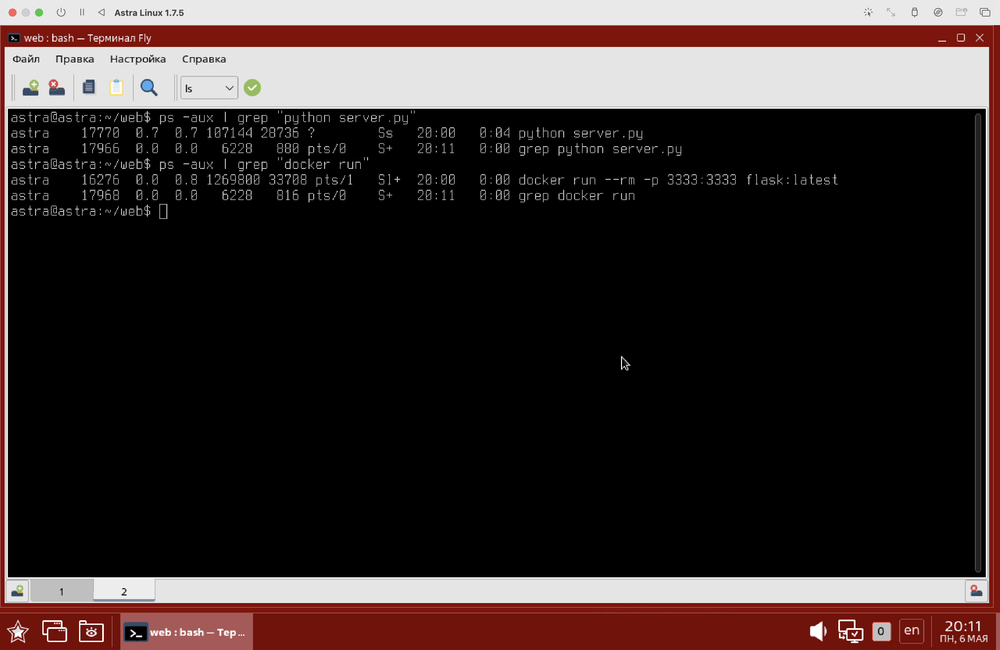 Astra Linux 1.7.5
web : bash — Терминал Fly
Файл Правка Настройка Справка
ls
astra@astra:~/web$ ps -aux | grep "python server.py"
astra    17770  0.7  0.7 107144 28736 ?        Ss   20:00   0:04 python server.py
astra    17966  0.0  0.0   6228   880 pts/0    S+   20:11   0:00 grep python server.py
astra@astra:~/web$ ps -aux | grep "docker run"
astra    16276  0.0  0.8 1269800 33708 pts/1   Sl+  20:00   0:00 docker run --rm -p 3333:3333 flask:latest
astra    17968  0.0  0.0   6228   816 pts/0    S+   20:11   0:00 grep docker run
astra@astra:~/web$
1 2
web : bash — Тер ...
0 en
20:11
ПН, 6 МАЯ